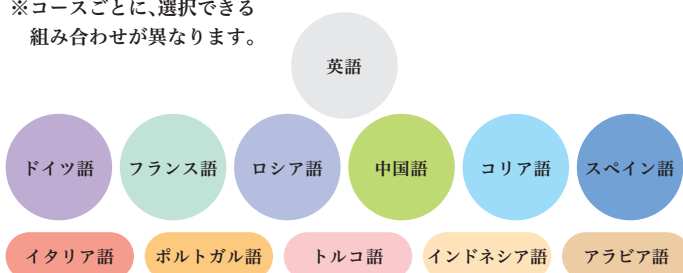 ※コースごとに、選択できる
組み合わせが異なります。
英語
ドイツ語 フランス語 ロシア語 中国語 コリア語 スペイン語
イタリア語 ポルトガル語 トルコ語 インドネシア語 アラビア語